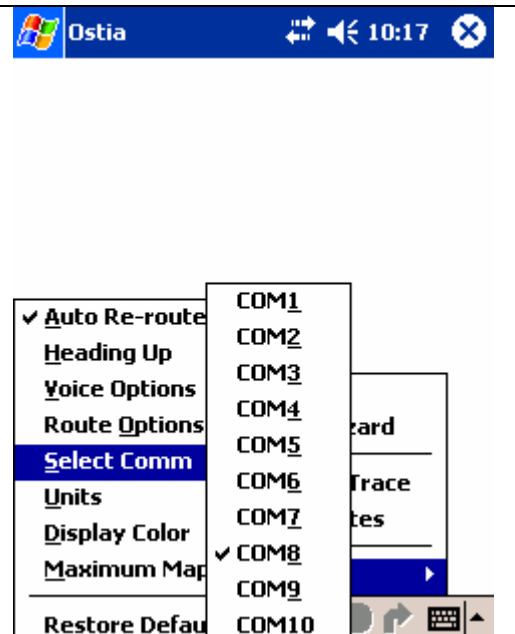 Ostia 10:17
Auto Re-route
Heading Up
Voice Options
Route Options
Select Comm
Units
Display Color
Maximum Map
Restore Defau
COM1
COM2
COM3
COM4
COM5
COM6
COM7
COM8
COM9
COM10
zard
Trace
tes